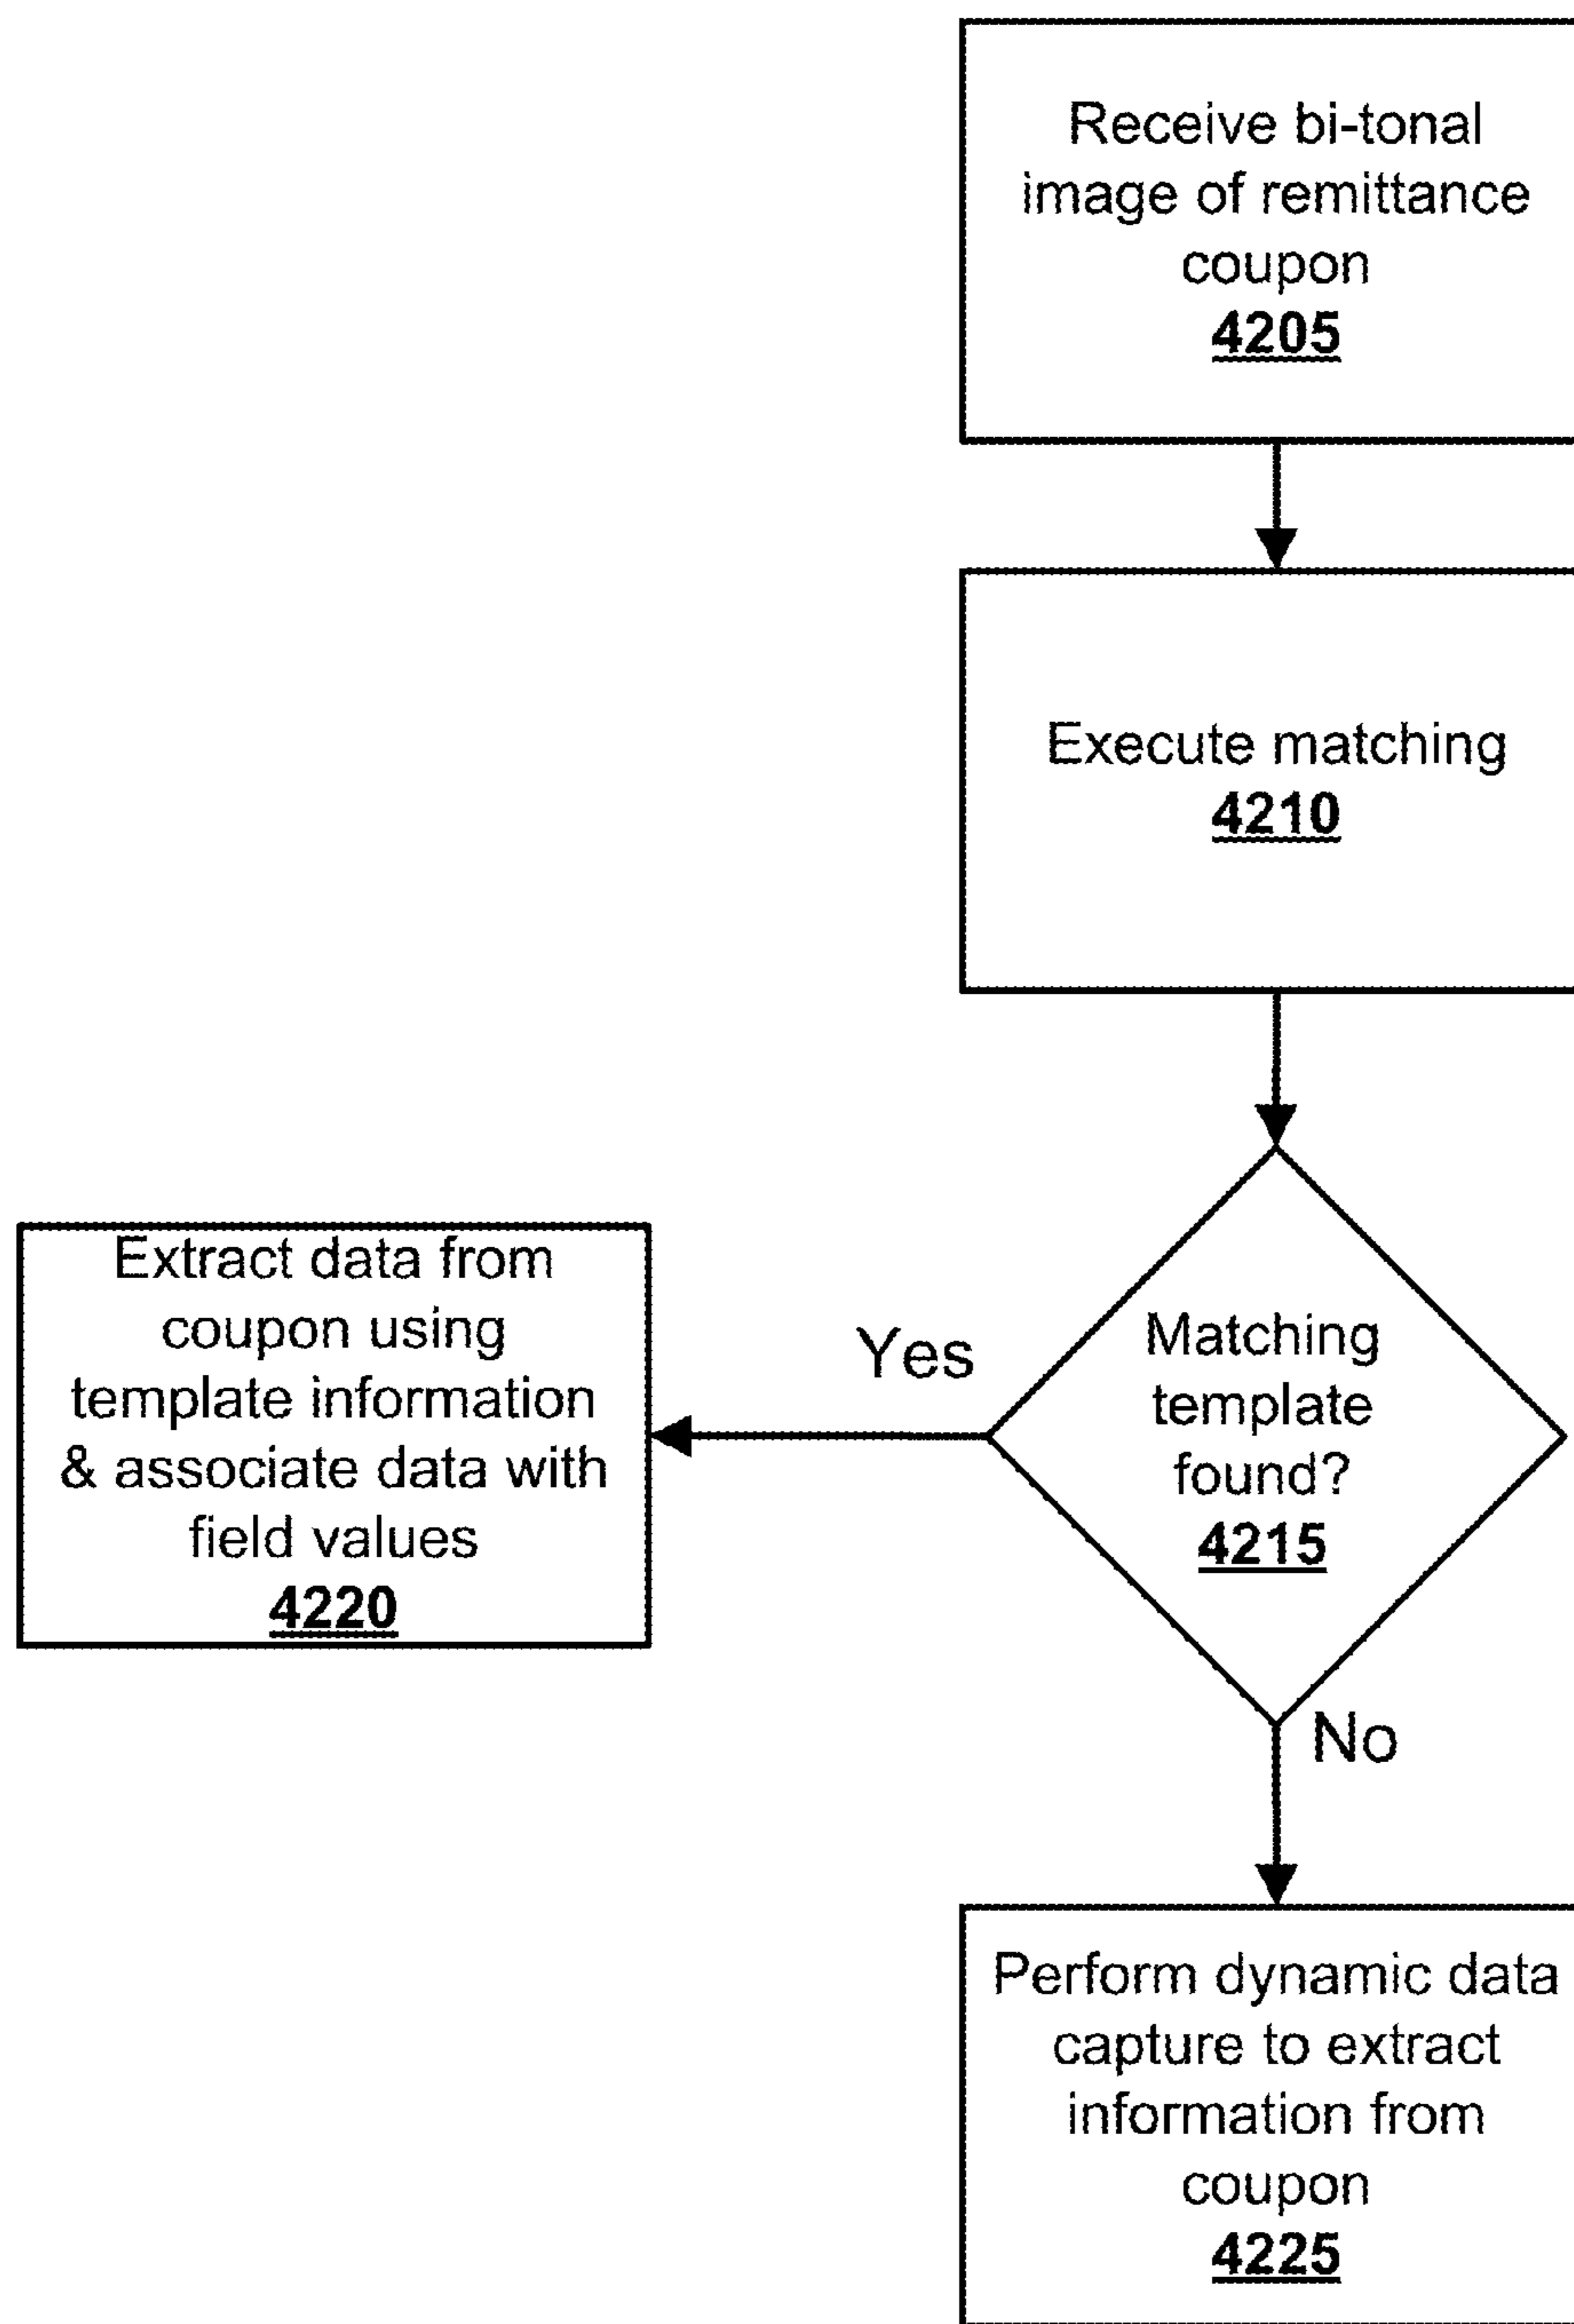 Receive bi-tonal
image of remittance
coupon
4205
Execute matching
4210
Matching
template
found?
4215
Yes
Extract data from
coupon using
template information
& associate data with
field values
4220
No
Perform dynamic data
capture to extract
information from
coupon
4225